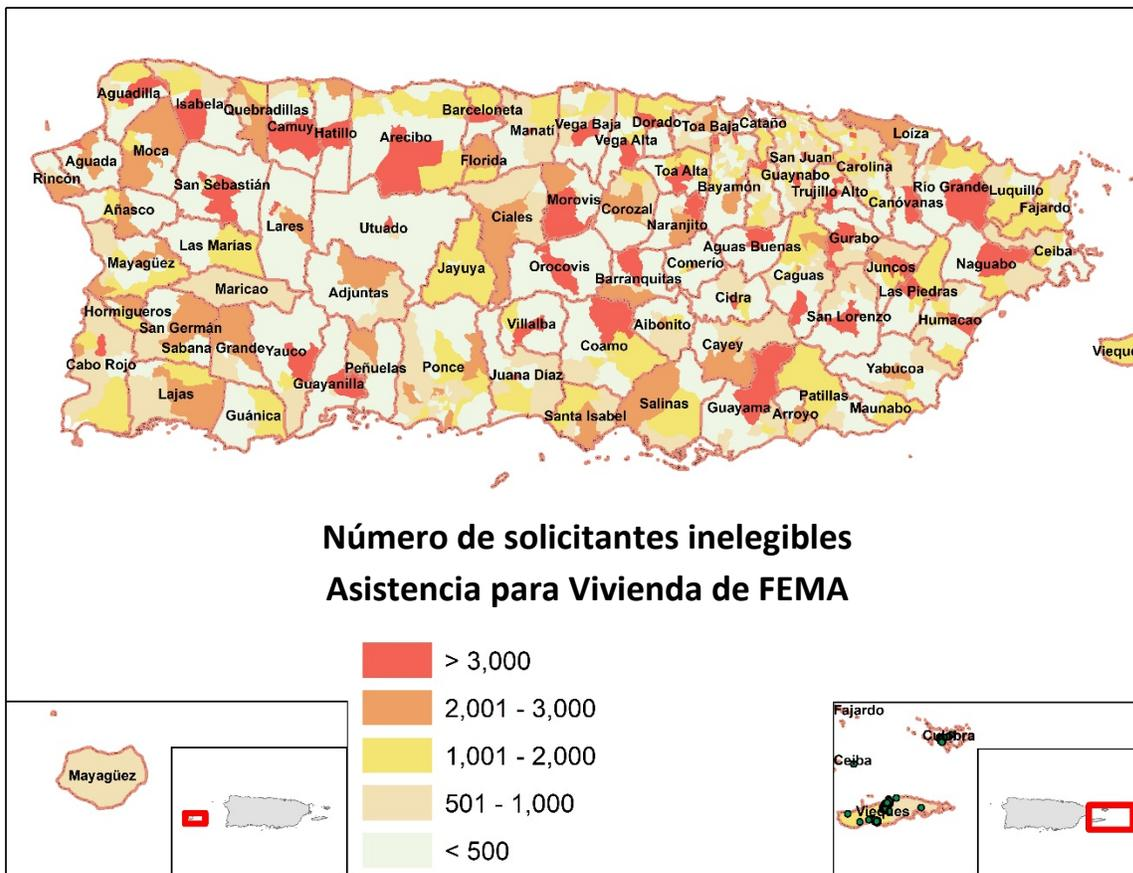 Aguadilla
Isabela
Quebradillas
Camuy
Hatillo
Arecibo
Barceloneta
Manatí
Vega Baja
Vega Alta
Dorado
Toa Baja
Cataño
Loíza
Moca
Aguada
Rincón
San Sebastián
Florida
Toa Alta
Bayamón
San Juan
Guaynabo
Carolina
Trujillo Alto
Canóvanas
Río Grande
Luquillo
Fajardo
Añasco
Lares
Utuado
Ciales
Morovis
Corozal
Naranjito
Las Marías
Mayagüez
Jayuya
Orocovis
Barranquitas
Comerío
Aguas Buenas
Gurabo
Caguas
Juncos
Naguabo
Ceiba
Maricao
Adjuntas
Cidra
Las Piedras
Hormigueros
San Germán
Sabana Grande
Yauco
Villalba
Aibonito
San Lorenzo
Humacao
Cabo Rojo
Guayanilla
Peñuelas
Ponce
Juana Díaz
Coamo
Cayey
Yabucoa
Lajas
Guánica
Santa Isabel
Salinas
Guayama
Arroyo
Patillas
Maunabo
Viequ
Número de solicitantes inelegibles
Asistencia para Vivienda de FEMA
> 3,000
2,001 - 3,000
1,001 - 2,000
501 - 1,000
< 500
Mayagüez
Fajardo
Culebra
Ceiba
Vieques